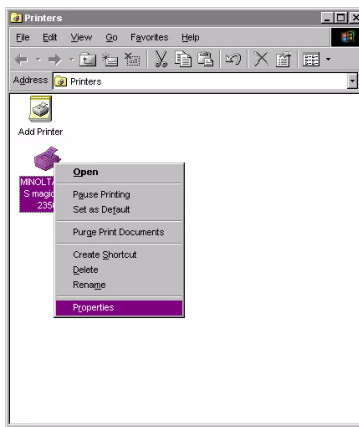 Printers
File Edit View Go Favorites Help
Address Printers
Add Printer
MINOLTA
S magic
235
Open
Pause Printing
Set as Default
Purge Print Documents
Create Shortcut
Delete
Rename
Properties